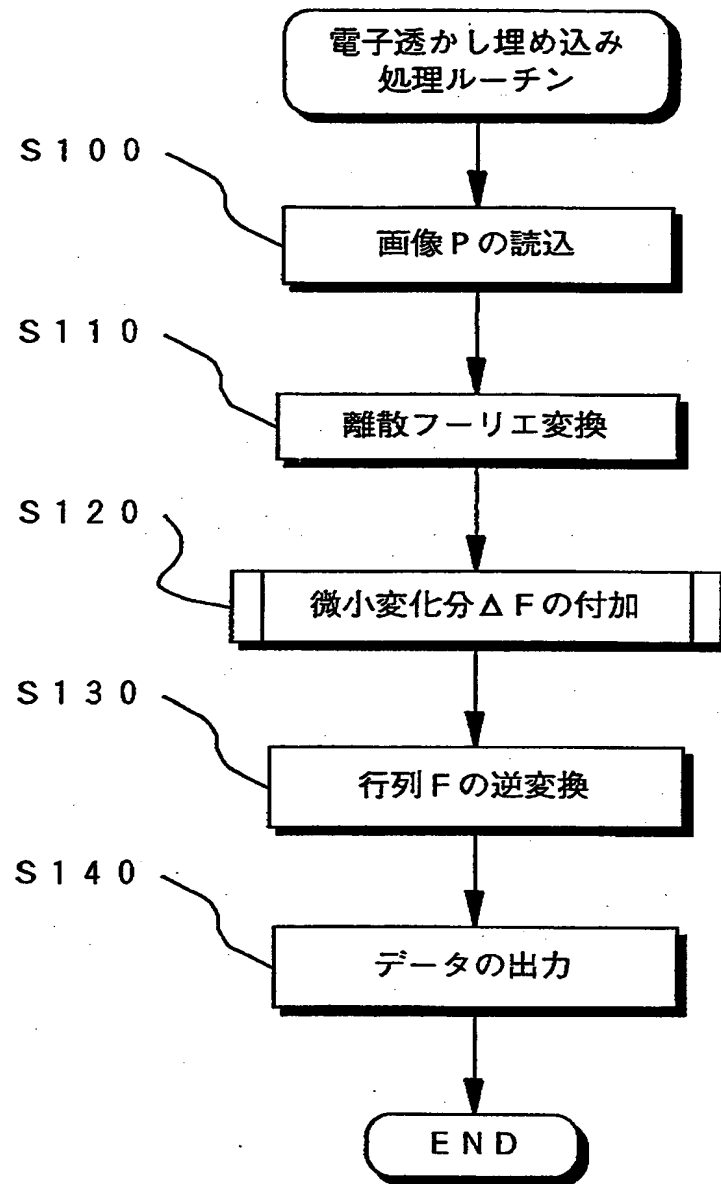 電子透かし埋め込み
処理ルーチン
S100
画像Pの読込
S110
離散フーリエ変換
S120
微小変化分ΔFの付加
S130
行列Fの逆変換
S140
データの出力
END